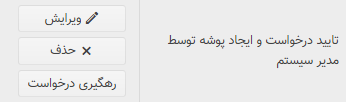 تایید درخواست و ایجاد پوشه توسط
مدیر سیستم
ویرایش
حذف
رهگیری درخواست